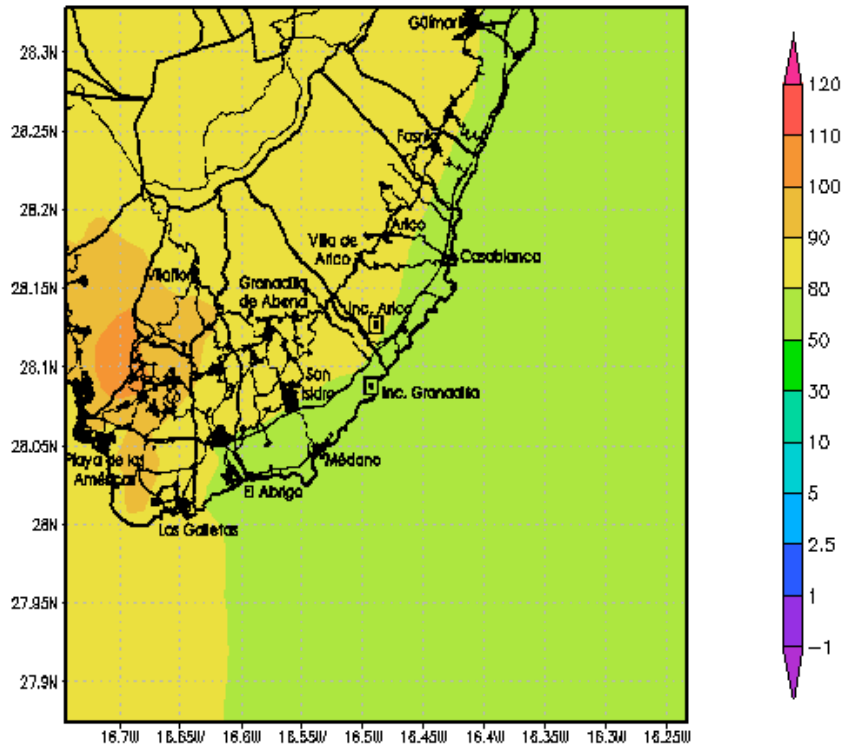 Güimar
28.3N
120
110
28.25N
Fasnia
100
28.2N
Arico
90
Villa de
Arico
Casablanca
Vilaflor
Granadilla
de Abona
28.15N
80
Inc. Arico
50
28.1N
San
Isidro
Inc. Granadilla
30
28.05N
10
Playa de las
Américas
Médano
El Abrigo
5
28N
Las Galletas
2.5
27.95N
1
27.9N
−1
16.7W 16.65W 16.6W 16.55W 16.5W 16.45W 16.4W 16.35W 16.3W 16.25W